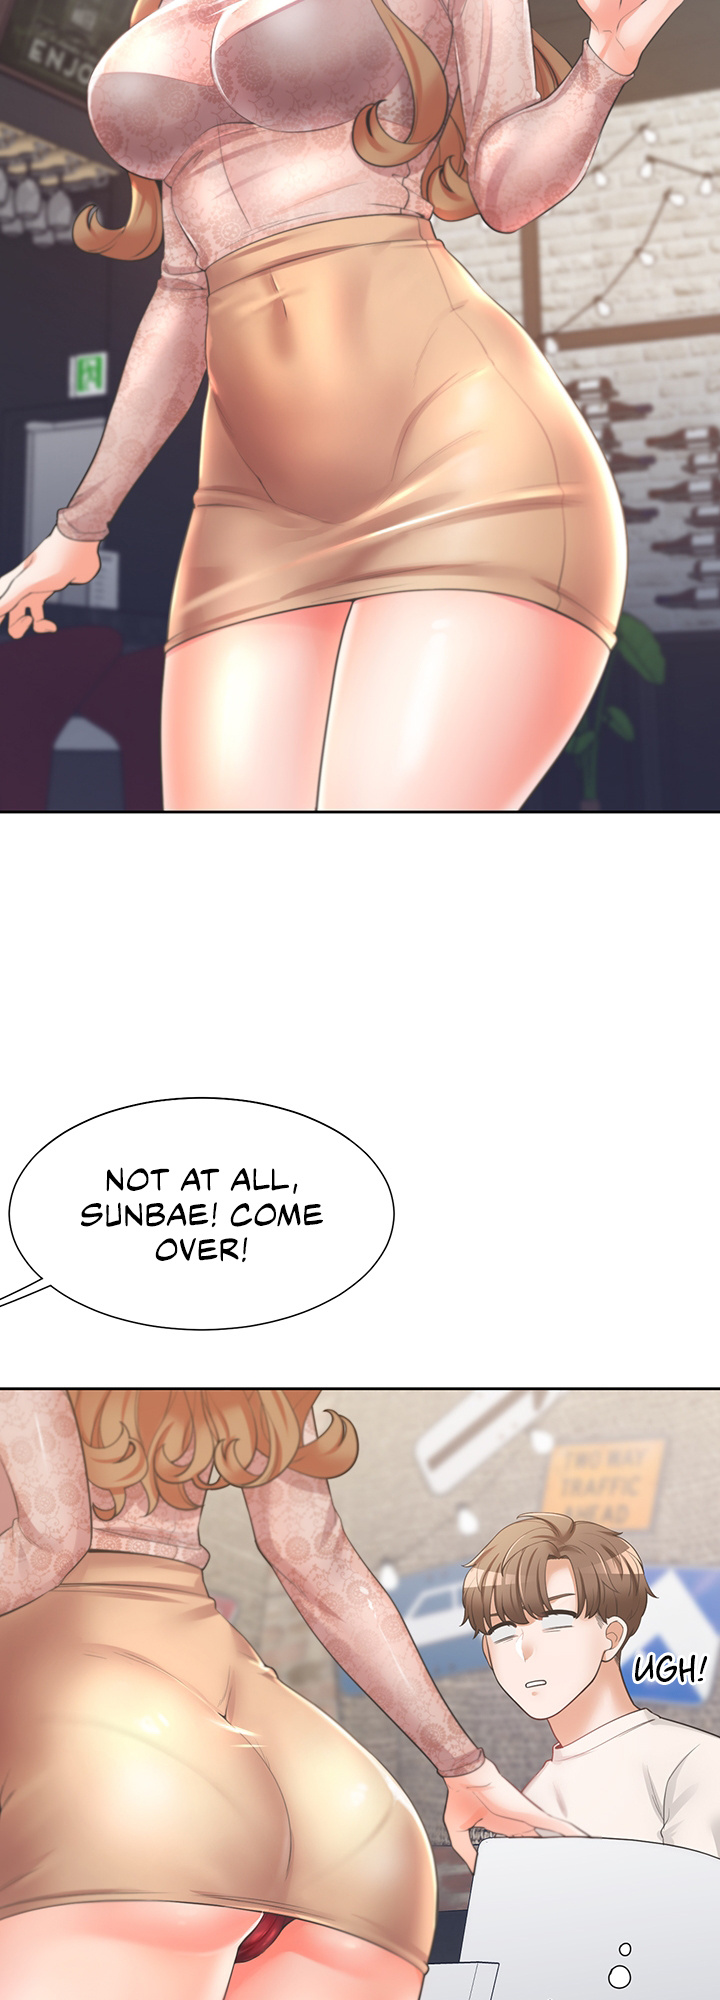 ENJO
NOT AT ALL,
SUNBAE! COME
OVER!
TWO WAY
TRAFFIC
AHEAD
UGH!